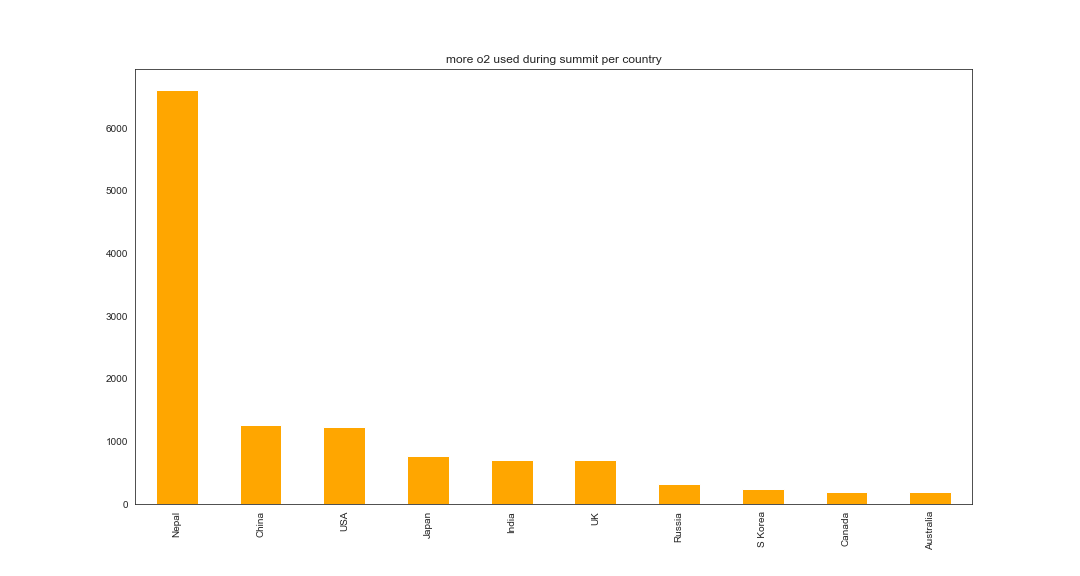 more o2 used during summit per country
6000
5000
4000
3000
2000
1000
0
Nepal
China
USA
Japan
India
UK
Russia
S Korea
Canada
Australia